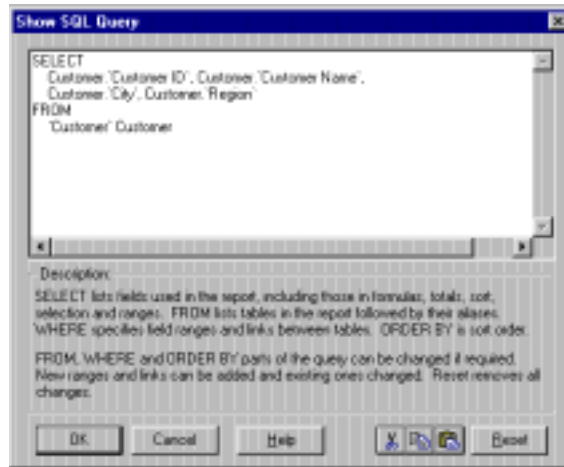 Show SQL Query
SELECT
Customer.`Customer ID`, Customer.`Customer Name`,
Customer.`City`, Customer.`Region`
FROM
`Customer` Customer
Description:
SELECT lists fields used in the report, including those in formulas, totals, sort,
selection and ranges. FROM lists tables in the report followed by their aliases.
WHERE specifies field ranges and links between tables. ORDER BY is sort order.
FROM, WHERE and ORDER BY parts of the query can be changed if required.
New ranges and links can be added and existing ones changed. Reset removes all
changes.
OK
Cancel
Help
Reset